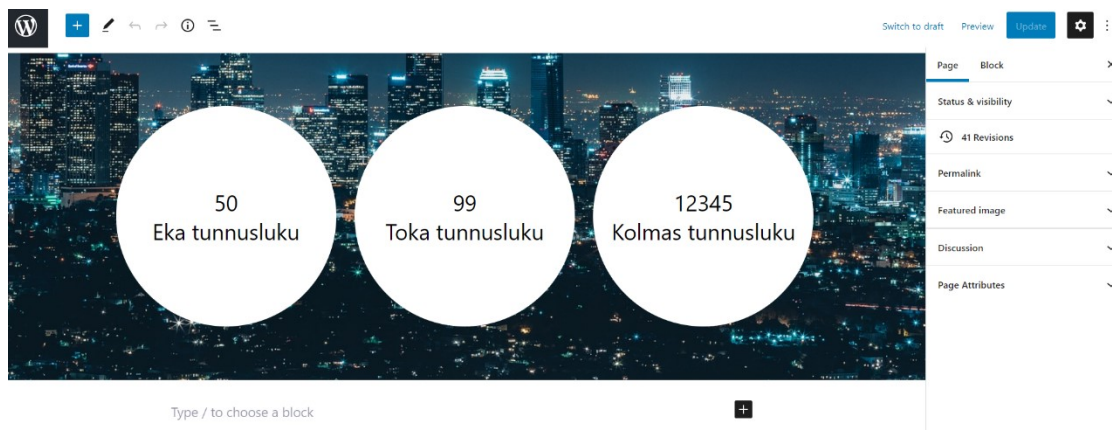 Switch to draft Preview Update
Page Block
Status & visibility
41 Revisions
Permalink
Featured image
Discussion
Page Attributes
50
Eka tunnusluku
99
Toka tunnusluku
12345
Kolmas tunnusluku
Type / to choose a block